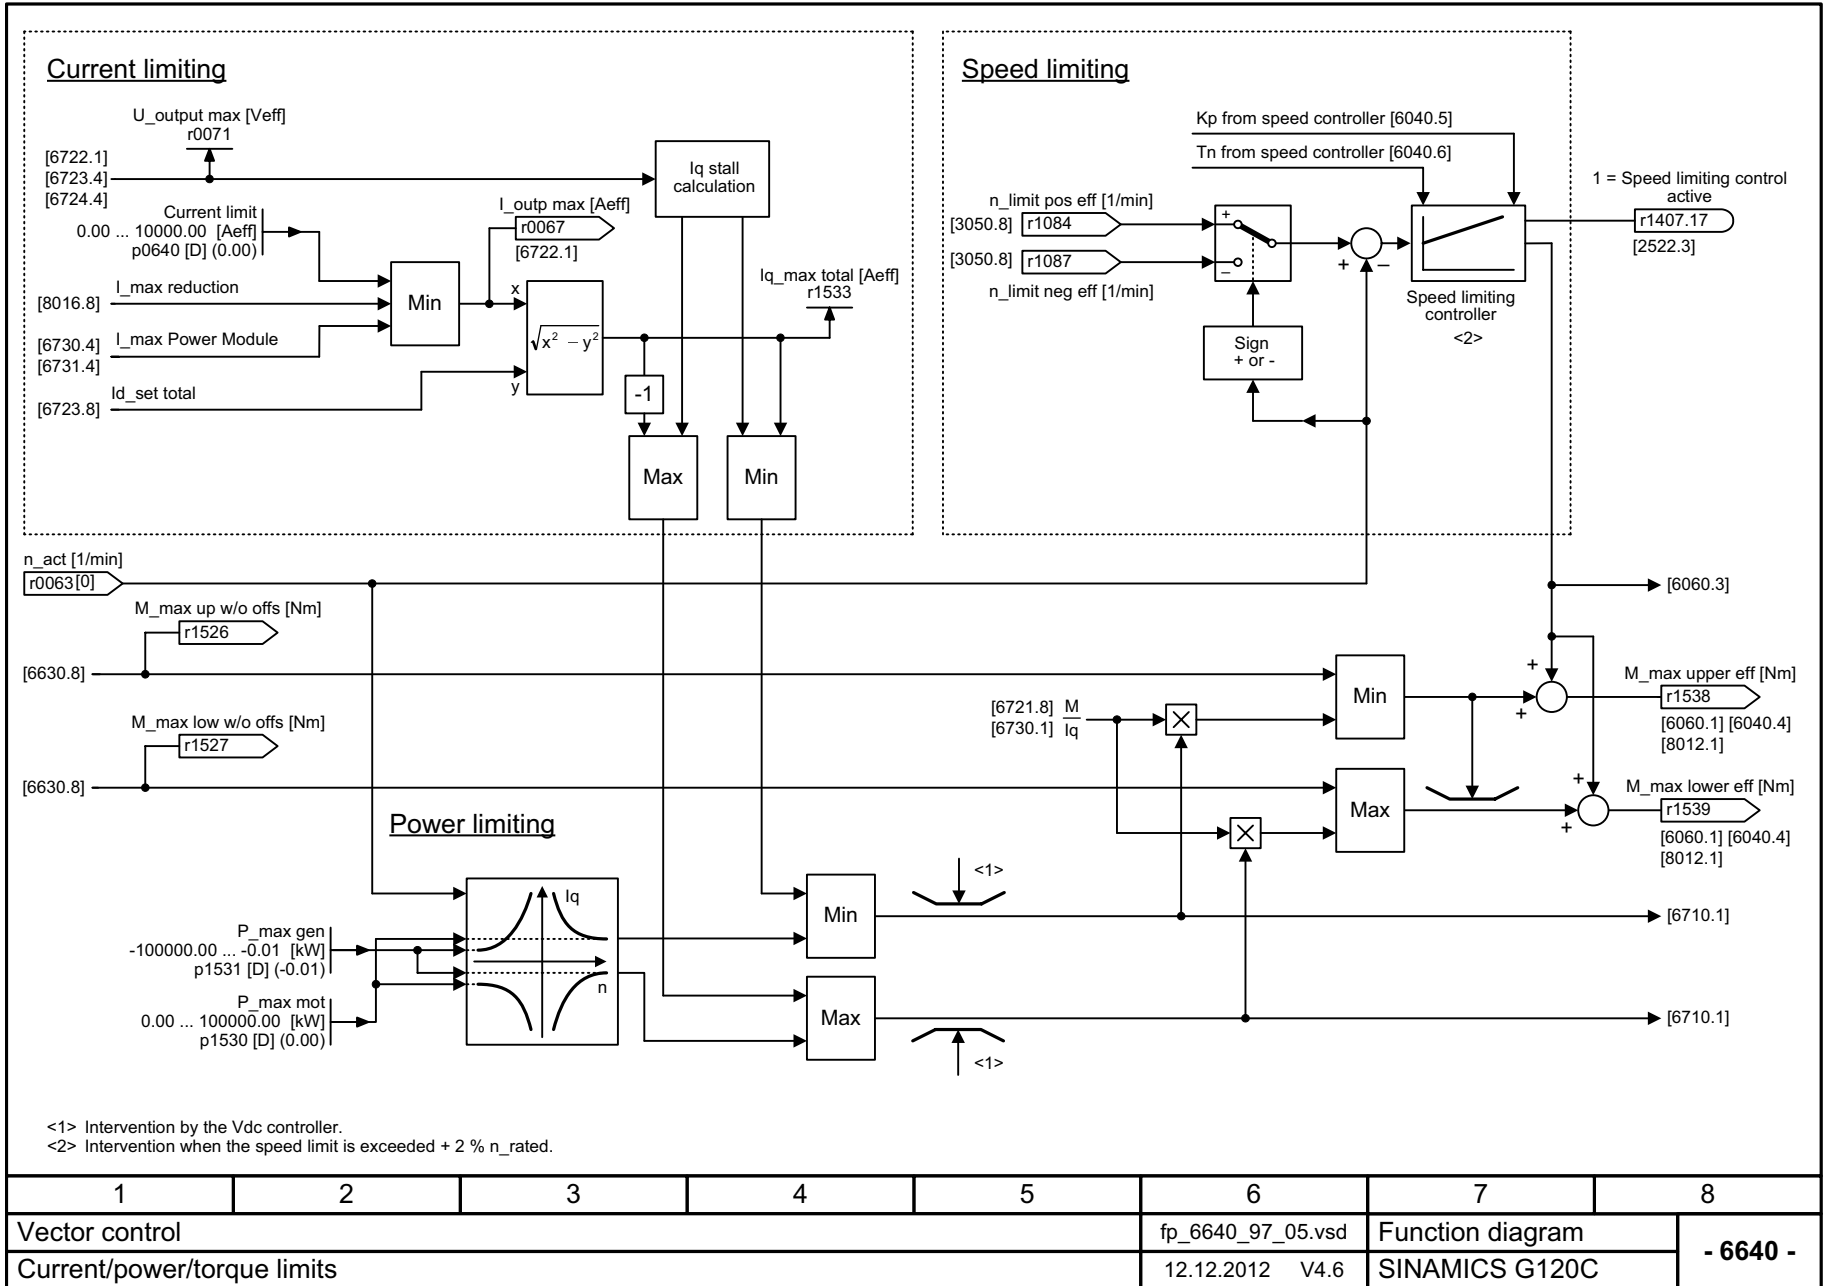 Current limiting
U_output max [Veff]
r0071
[6722.1]
[6723.4]
[6724.4]
Iq stall
calculation
Current limit
0.00 ... 10000.00 [Aeff]
p0640 [D] (0.00)
I_outp max [Aeff]
r0067
[6722.1]
I_max reduction
[8016.8]
Min
x
√x² − y²
y
Iq_max total [Aeff]
r1533
I_max Power Module
[6730.4]
[6731.4]
Id_set total
[6723.8]
-1
Max
Min
Speed limiting
Kp from speed controller [6040.5]
Tn from speed controller [6040.6]
1 = Speed limiting control
active
r1407.17
[2522.3]
n_limit pos eff [1/min]
[3050.8] r1084
[3050.8] r1087
n_limit neg eff [1/min]
+
−
+
−
Sign
+ or -
Speed limiting
controller
<2>
n_act [1/min]
r0063[0]
[6060.3]
M_max up w/o offs [Nm]
r1526
[6630.8]
M_max low w/o offs [Nm]
r1527
[6630.8]
[6721.8] M
[6730.1] Iq
×
×
Min
Max
+
+
M_max upper eff [Nm]
r1538
[6060.1] [6040.4]
[8012.1]
+
+
M_max lower eff [Nm]
r1539
[6060.1] [6040.4]
[8012.1]
Power limiting
Iq
n
P_max gen
-100000.00 ... -0.01 [kW]
p1531 [D] (-0.01)
P_max mot
0.00 ... 100000.00 [kW]
p1530 [D] (0.00)
Min
<1>
[6710.1]
Max
<1>
[6710.1]
<1> Intervention by the Vdc controller.
<2> Intervention when the speed limit is exceeded + 2 % n_rated.
1 2 3 4 5 6 7 8
Vector control
fp_6640_97_05.vsd
Function diagram
- 6640 -
Current/power/torque limits
12.12.2012 V4.6
SINAMICS G120C